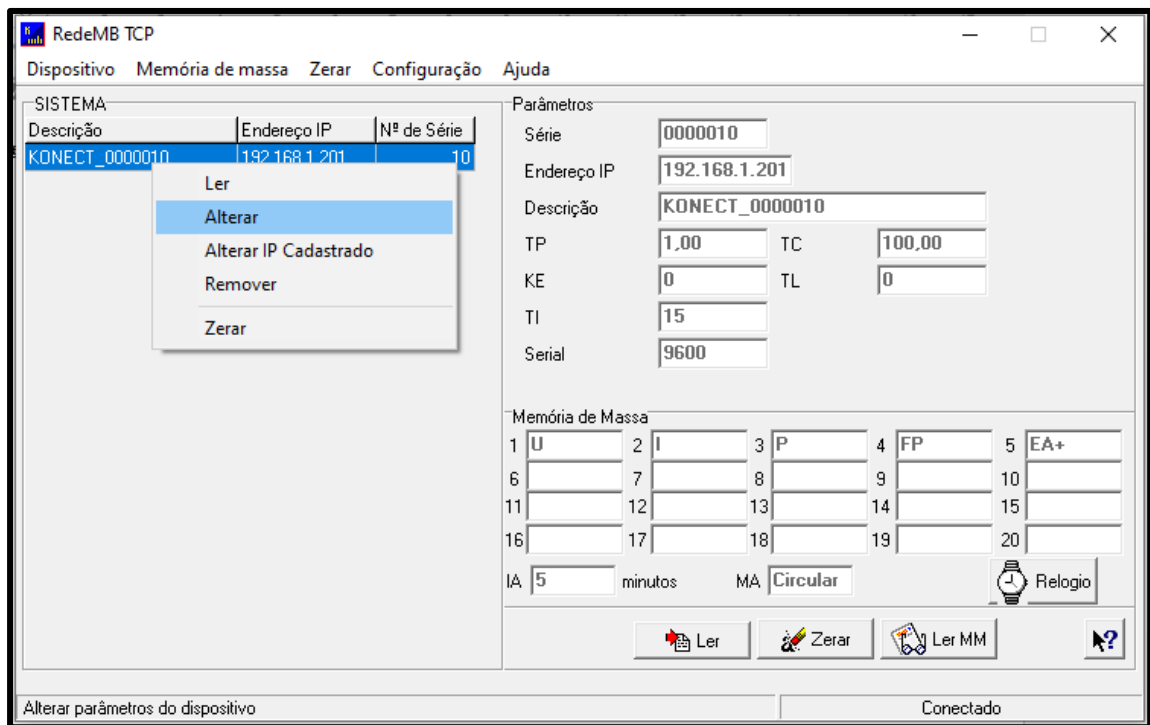 RedeMB TCP
Dispositivo Memória de massa Zerar Configuração Ajuda
SISTEMA
Descrição Endereço IP Nº de Série
KONECT_0000010 192.168.1.201 10
Ler
Alterar
Alterar IP Cadastrado
Remover
Zerar
Parâmetros
Série 0000010
Endereço IP 192.168.1.201
Descrição KONECT_0000010
TP 1,00 TC 100,00
KE 0 TL 0
TI 15
Serial 9600
Memória de Massa
1 U 2 I 3 P 4 FP 5 EA+
6 7 8 9 10
11 12 13 14 15
16 17 18 19 20
IA 5 minutos MA Circular Relogio
Ler Zerar Ler MM
Alterar parâmetros do dispositivo Conectado